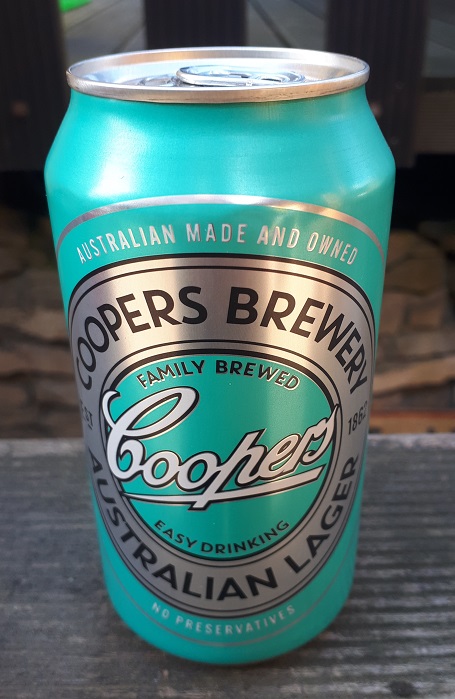 AUSTRALIAN MADE AND OWNED
COOPERS BREWERY
FAMILY BREWED
EST 1862
Coopers
EASY DRINKING
AUSTRALIAN LAGER
NO PRESERVATIVES